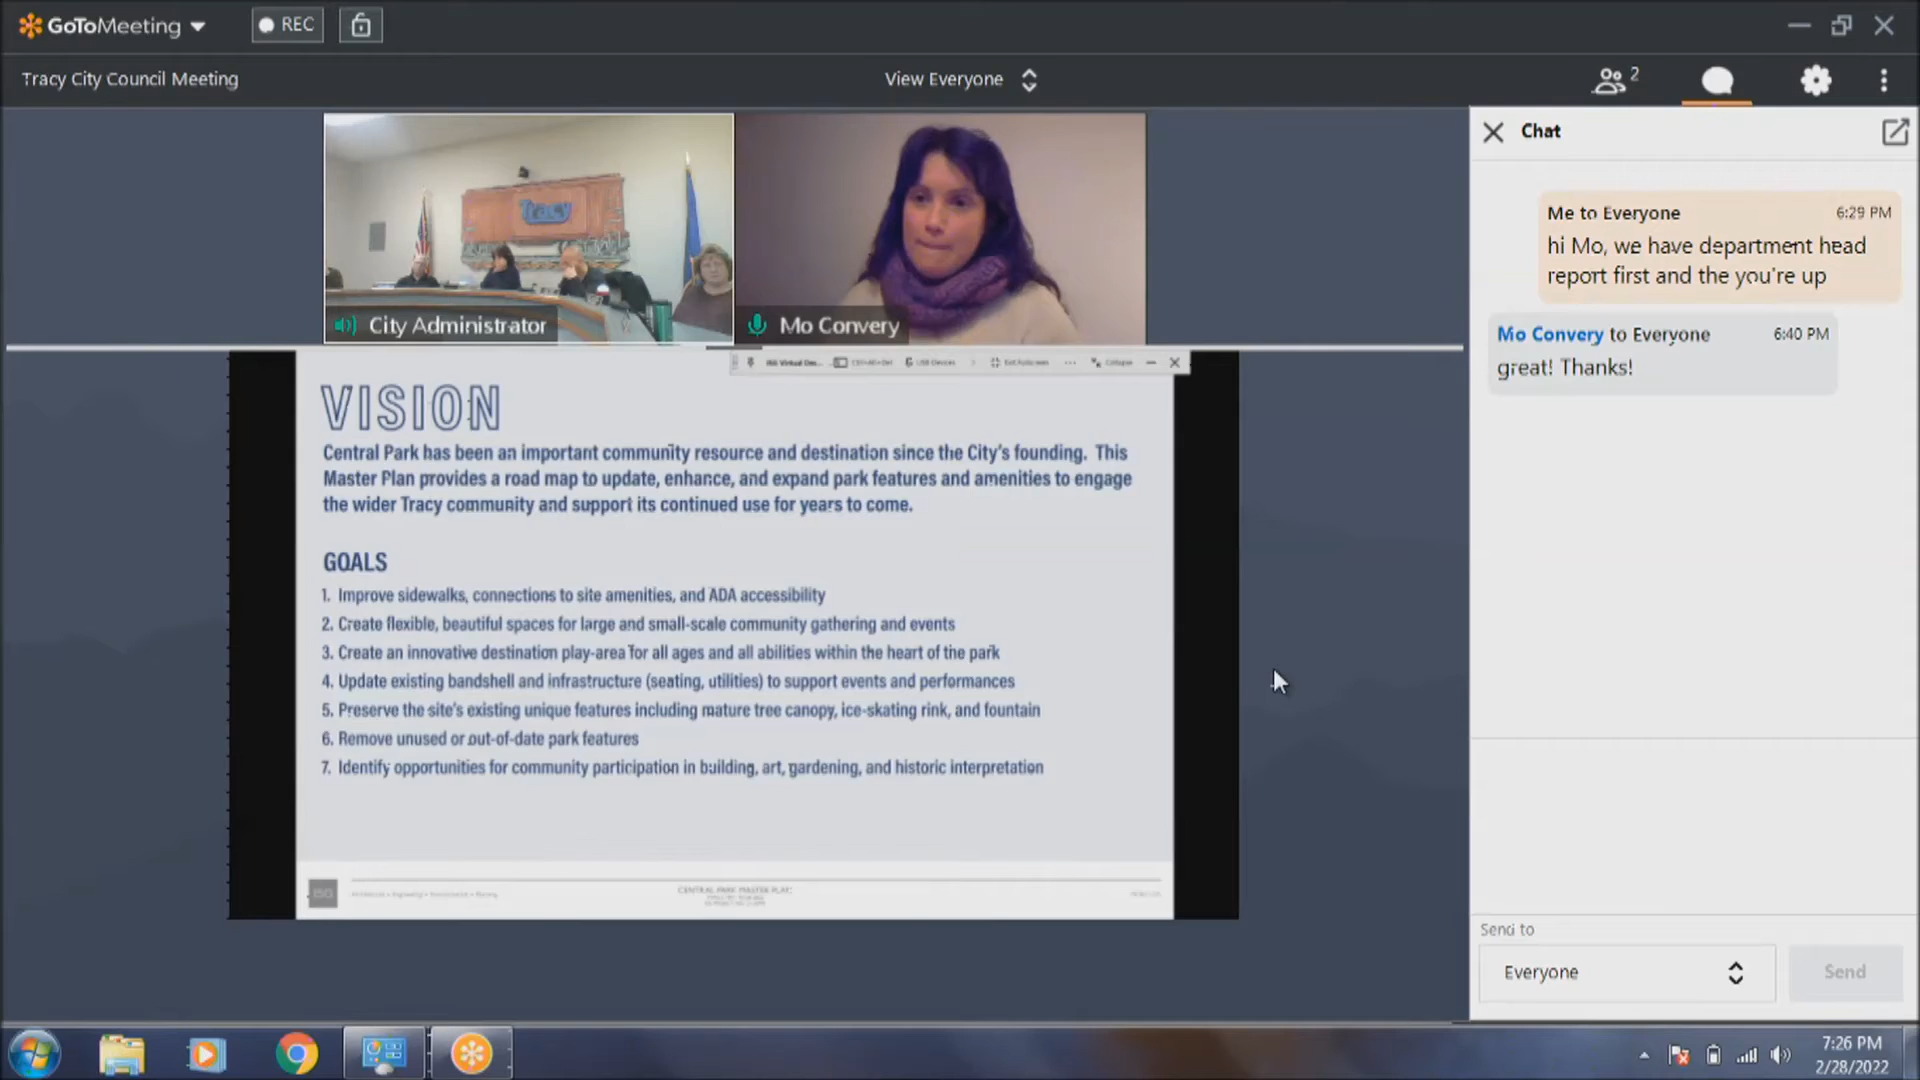 GoToMeeting
REC
Tracy City Council Meeting
View Everyone
2
Chat
Me to Everyone 6:29 PM
hi Mo, we have department head
report first and the you're up
Mo Convery to Everyone 6:40 PM
great! Thanks!
Tracy
City Administrator
Mo Convery
VISION
Central Park has been an important community resource and destination since the City's founding. This
Master Plan provides a road map to update, enhance, and expand park features and amenities to engage
the wider Tracy community and support its continued use for years to come.
GOALS
1. Improve sidewalks, connections to site amenities, and ADA accessibility
2. Create flexible, beautiful spaces for large and small-scale community gathering and events
3. Create an innovative destination play-area for all ages and all abilities within the heart of the park
4. Update existing bandshell and infrastructure (seating, utilities) to support events and performances
5. Preserve the site's existing unique features including mature tree canopy, ice-skating rink, and fountain
6. Remove unused or out-of-date park features
7. Identify opportunities for community participation in building, art, gardening, and historic interpretation
CENTRAL PARK MASTER PLAN
Send to
Everyone
Send
7:26 PM
2/28/2022